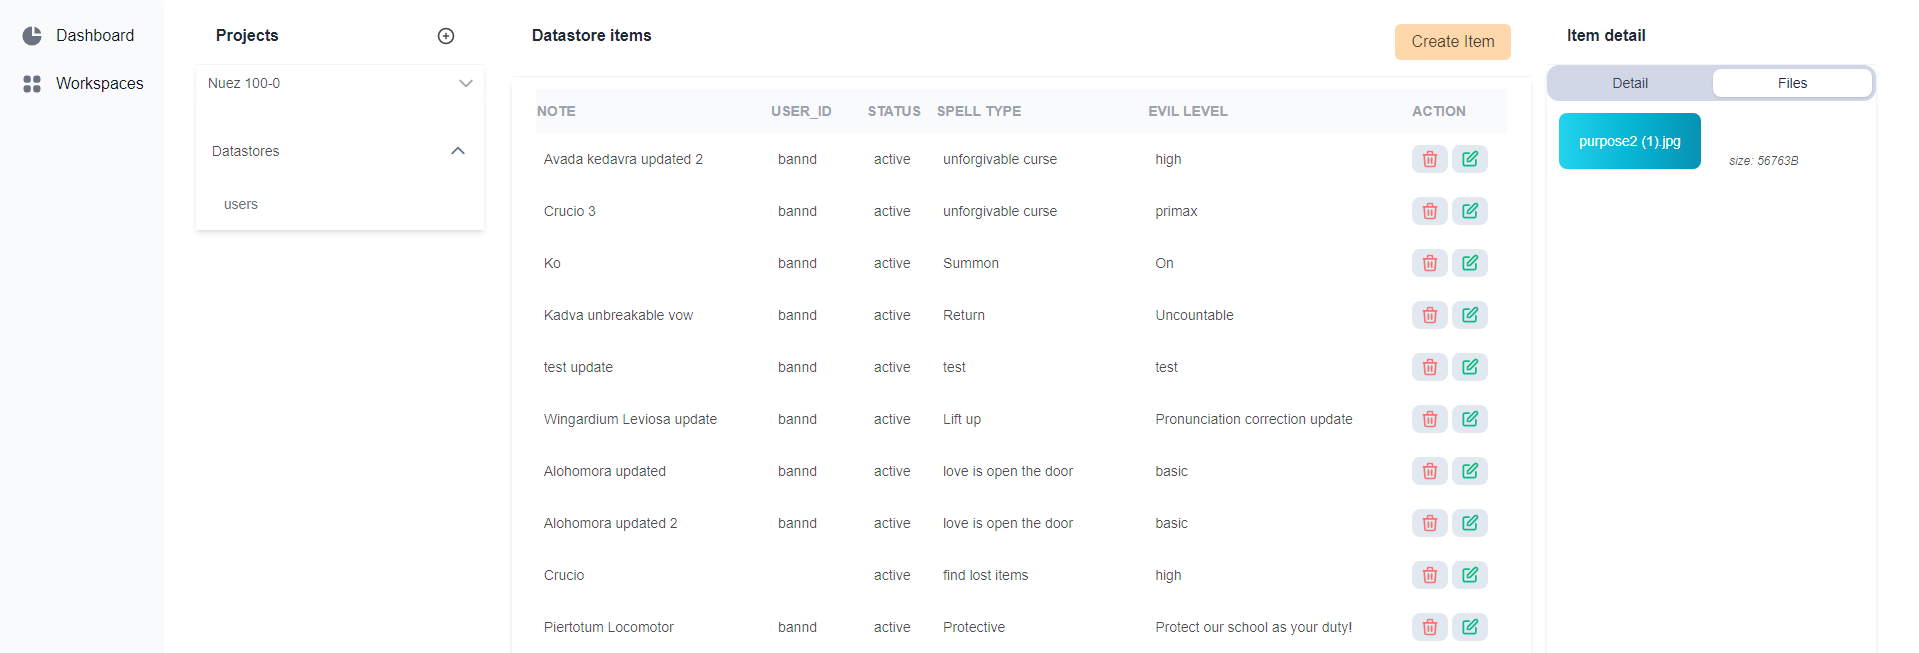 Dashboard
Workspaces
Projects
Nuez 100-0
Datastores
users
Datastore items
Create Item
NOTE USER_ID STATUS SPELL TYPE EVIL LEVEL ACTION
Avada kedavra updated 2 bannd active unforgivable curse high
Crucio 3 bannd active unforgivable curse primax
Ko bannd active Summon On
Kadva unbreakable vow bannd active Return Uncountable
test update bannd active test test
Wingardium Leviosa update bannd active Lift up Pronunciation correction update
Alohomora updated bannd active love is open the door basic
Alohomora updated 2 bannd active love is open the door basic
Crucio active find lost items high
Piertotum Locomotor bannd active Protective Protect our school as your duty!
Item detail
Detail Files
purpose2 (1).jpg
size: 56763B